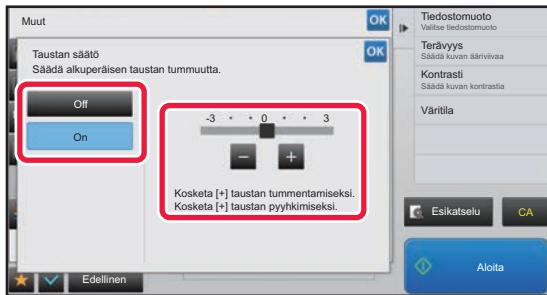 Muut
OK
Taustan säätö
OK
Säädä alkuperäisen taustan tummuutta.
Off
On
-3 • • 0 • • 3
− +
Kosketa [+] taustan tummentamiseksi.
Kosketa [+] taustan pyyhkimiseksi.
Edellinen
Tiedostomuoto
Valitse tiedostomuoto
Terävyys
Säädä kuvan ääriviivaa
Kontrasti
Säädä kuvan kontrastia
Väritila
Esikatselu
CA
Aloita